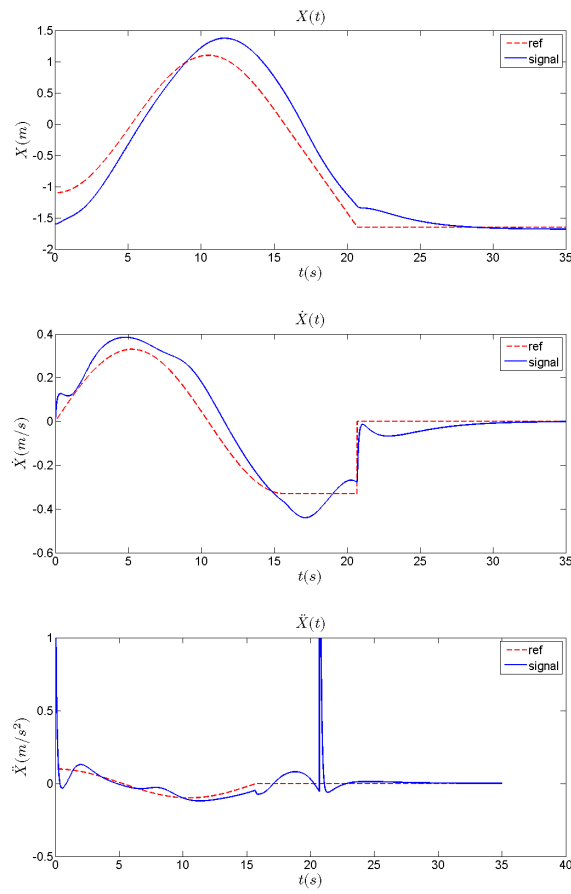 X(t)
1.5
1
0.5
0
-0.5
-1
-1.5
-2
X(m)
ref
signal
0 5 10 15 20 25 30 35
t(s)
Ẋ(t)
0.4
0.2
0
-0.2
-0.4
-0.6
Ẋ(m/s)
ref
signal
0 5 10 15 20 25 30 35
t(s)
Ẍ(t)
1
0.5
0
-0.5
Ẍ(m/s²)
ref
signal
0 5 10 15 20 25 30 35 40
t(s)